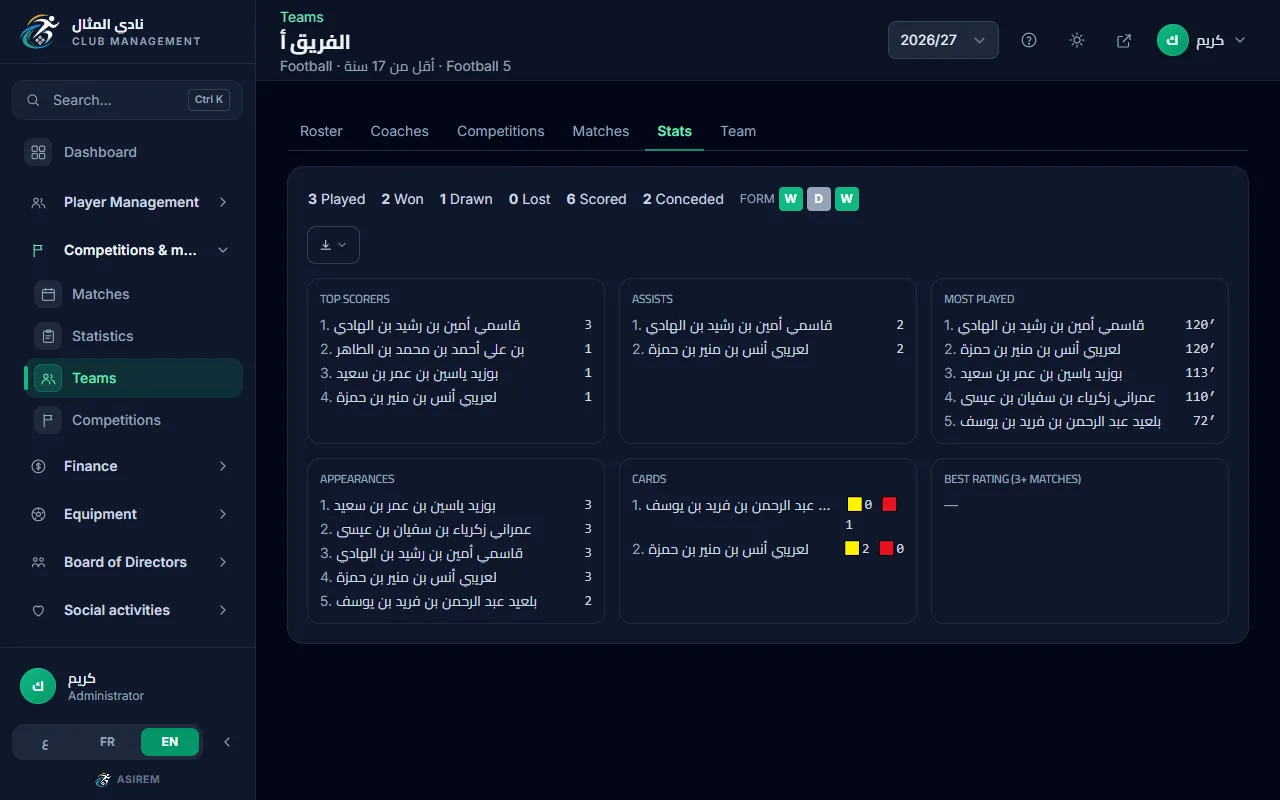 نادي المثال
CLUB MANAGEMENT
Search...
Ctrl K
Dashboard
Player Management
Competitions & m...
Matches
Statistics
Teams
Competitions
Finance
Equipment
Board of Directors
Social activities
كريم
Administrator
ع FR EN
ASIREM
Teams
الفريق أ
Football · أقل من 17 سنة · Football 5
2026/27
ك كريم
Roster Coaches Competitions Matches Stats Team
3 Played 2 Won 1 Drawn 0 Lost 6 Scored 2 Conceded FORM W D W
TOP SCORERS
1. قاسمي أمين بن رشيد بن الهادي 3
2. بن علي أحمد بن محمد بن الطاهر 1
3. بوزيد ياسين بن عمر بن سعيد 1
4. لعريبي أنس بن منير بن حمزة 1
ASSISTS
1. قاسمي أمين بن رشيد بن الهادي 2
2. لعريبي أنس بن منير بن حمزة 2
MOST PLAYED
1. قاسمي أمين بن رشيد بن الهادي 120′
2. لعريبي أنس بن منير بن حمزة 120′
3. بوزيد ياسين بن عمر بن سعيد 113′
4. عمراني زكرياء بن سفيان بن عيسى 110′
5. بلعيد عبد الرحمن بن فريد بن يوسف 72′
APPEARANCES
1. بوزيد ياسين بن عمر بن سعيد 3
2. عمراني زكرياء بن سفيان بن عيسى 3
3. قاسمي أمين بن رشيد بن الهادي 3
4. لعريبي أنس بن منير بن حمزة 3
5. بلعيد عبد الرحمن بن فريد بن يوسف 2
CARDS
1. عبد الرحمن بن فريد بن يوسف ... 0
1
2. لعريبي أنس بن منير بن حمزة 2 0
BEST RATING (3+ MATCHES)
—